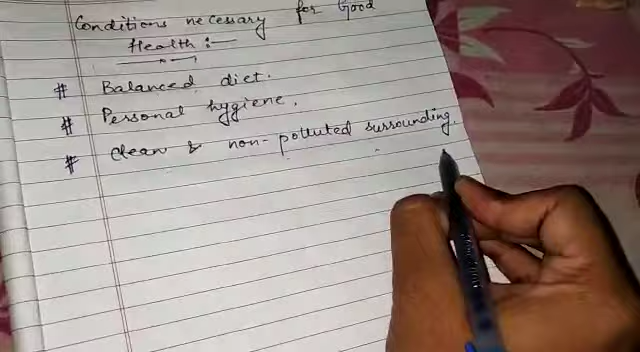 Conditions necessary for Good
Health :—
# Balanced diet.
# Personal hygiene.
# Clean & non-polluted surrounding.